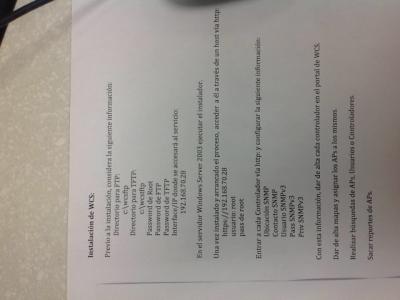 Instalación de WCS:
Previo a la instalación, considera la siguiente información:
Directorio para FTP:
c:\wcsftp
Directorio para TFTP:
c:\wcstftp
Password de Root
Password de FTP
Password de TFTP
Interface/IP donde se accesará al servicio:
192.168.70.28
En el servidor Windows Server 2003 ejecutar el instalador.
Una vez instalado y arrancado el proceso, acceder a él a través de un host vía http:
https://192.168.70.28
usuario: root
pass de root
Entrar a cada Controlador vía http: y configurar la siguiente información:
Ubicación SNMP
Contacto SNMP
Usuario SNMPv3
Pass SNMPv3
Priv SNMPv3
Con esta información, dar de alta cada controlador en el portal de WCS.
Dar de alta mapas y asignar los APs a los mismos.
Realizar búsquedas de APs, Usuarios o Controladores.
Sacar reportes de APs.